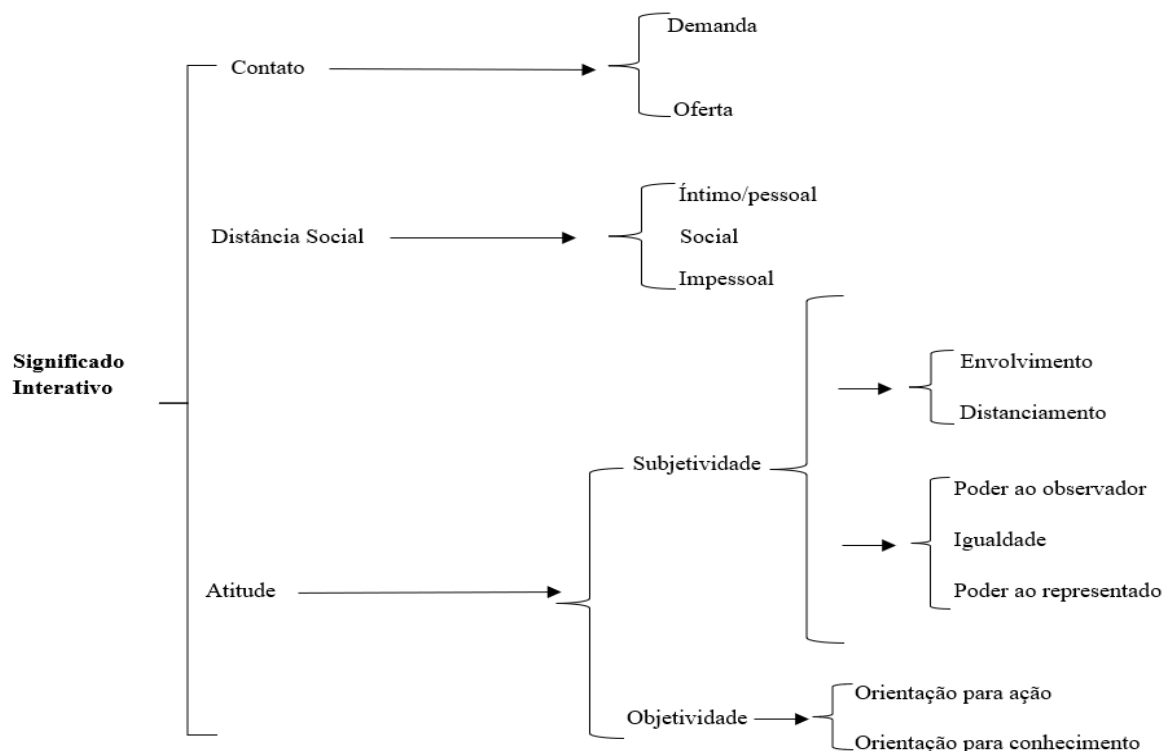 Demanda
Contato
Oferta
Íntimo/pessoal
Distância Social
Social
Impessoal
Significado
Interativo
Envolvimento
Distanciamento
Subjetividade
Poder ao observador
Igualdade
Atitude
Poder ao representado
Orientação para ação
Objetividade
Orientação para conhecimento